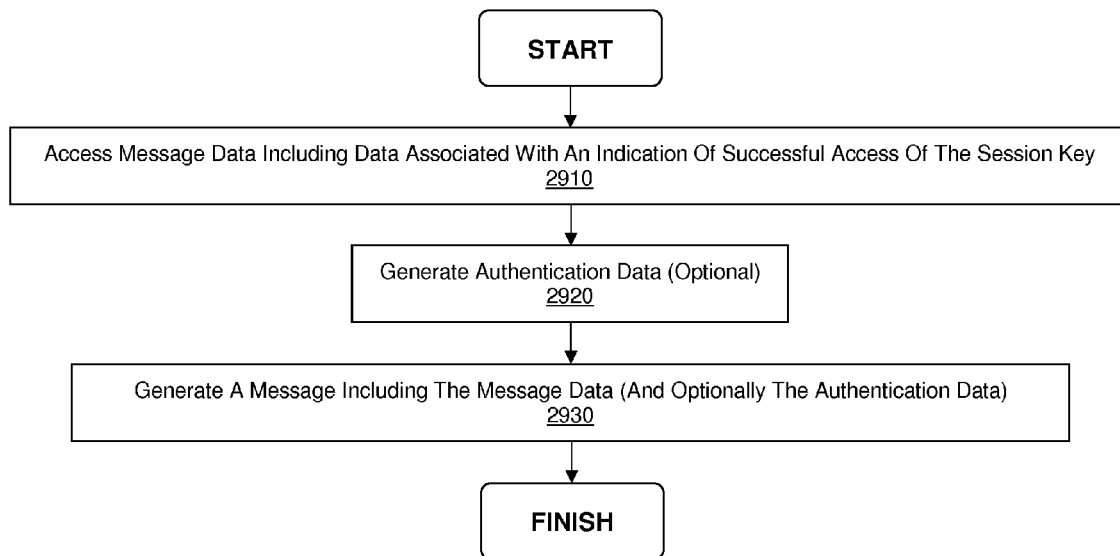 START
Access Message Data Including Data Associated With An Indication Of Successful Access Of The Session Key
2910
Generate Authentication Data (Optional)
2920
Generate A Message Including The Message Data (And Optionally The Authentication Data)
2930
FINISH